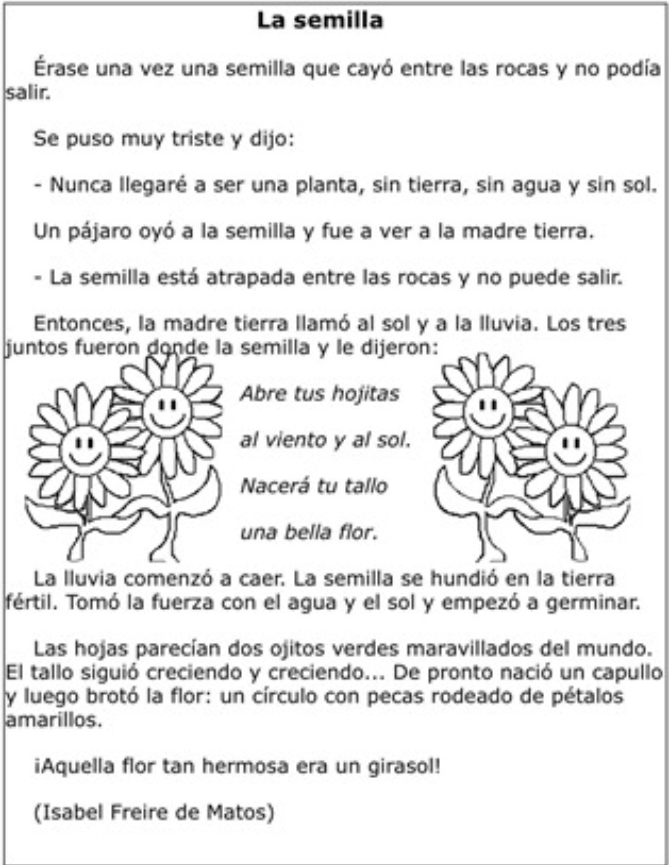 La semilla
Érase una vez una semilla que cayó entre las rocas y no podía
salir.
Se puso muy triste y dijo:
- Nunca llegaré a ser una planta, sin tierra, sin agua y sin sol.
Un pájaro oyó a la semilla y fue a ver a la madre tierra.
- La semilla está atrapada entre las rocas y no puede salir.
Entonces, la madre tierra llamó al sol y a la lluvia. Los tres
juntos fueron donde la semilla y le dijeron:
Abre tus hojitas
al viento y al sol.
Nacerá tu tallo
una bella flor.
La lluvia comenzó a caer. La semilla se hundió en la tierra
fértil. Tomó la fuerza con el agua y el sol y empezó a germinar.
Las hojas parecían dos ojitos verdes maravillados del mundo.
El tallo siguió creciendo y creciendo... De pronto nació un capullo
y luego brotó la flor: un círculo con pecas rodeado de pétalos
amarillos.
¡Aquella flor tan hermosa era un girasol!
(Isabel Freire de Matos)